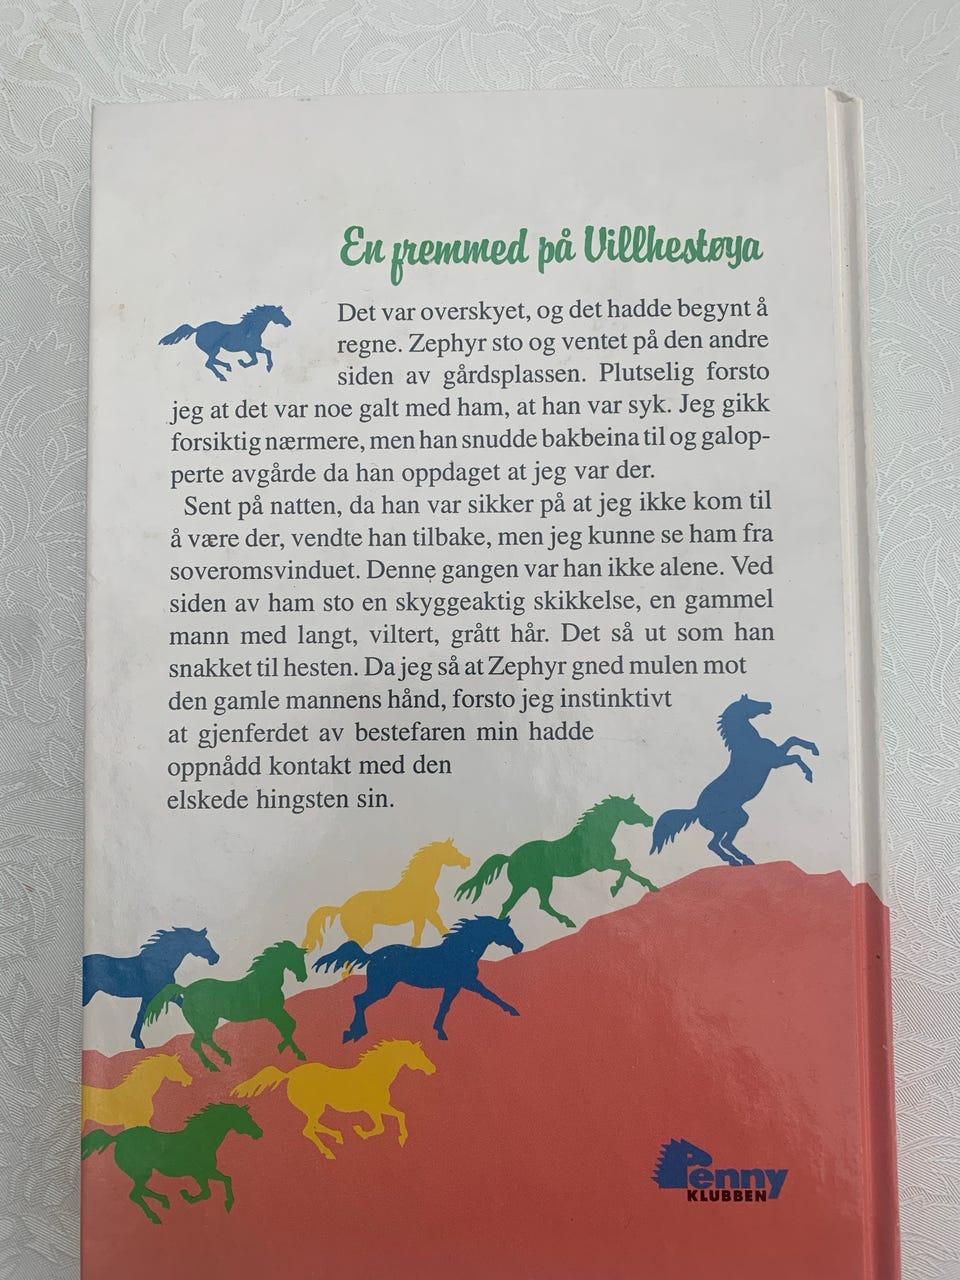 En fremmed på Villhestøya
Det var overskyet, og det hadde begynt å
regne. Zephyr sto og ventet på den andre
siden av gårdsplassen. Plutselig forsto
jeg at det var noe galt med ham, at han var syk. Jeg gikk
forsiktig nærmere, men han snudde bakbeina til og galop-
perte avgårde da han oppdaget at jeg var der.
Sent på natten, da han var sikker på at jeg ikke kom til
å være der, vendte han tilbake, men jeg kunne se ham fra
soveromsvinduet. Denne gangen var han ikke alene. Ved
siden av ham sto en skyggeaktig skikkelse, en gammel
mann med langt, viltert, grått hår. Det så ut som han
snakket til hesten. Da jeg så at Zephyr gned mulen mot
den gamle mannens hånd, forsto jeg instinktivt
at gjenferdet av bestefaren min hadde
oppnådd kontakt med den
elskede hingsten sin.
Penny
KLUBBEN